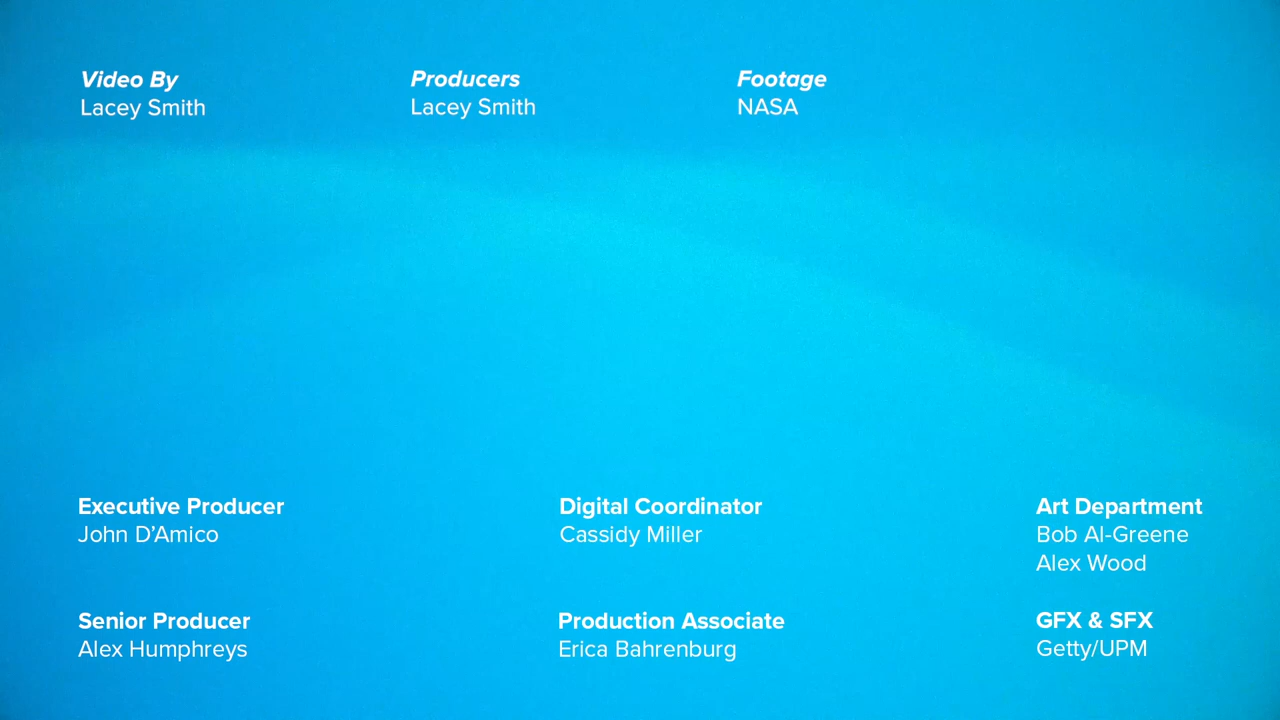 Video By
Lacey Smith
Producers
Lacey Smith
Footage
NASA
Executive Producer
John D’Amico
Digital Coordinator
Cassidy Miller
Art Department
Bob Al-Greene
Alex Wood
Senior Producer
Alex Humphreys
Production Associate
Erica Bahrenburg
GFX & SFX
Getty/UPM